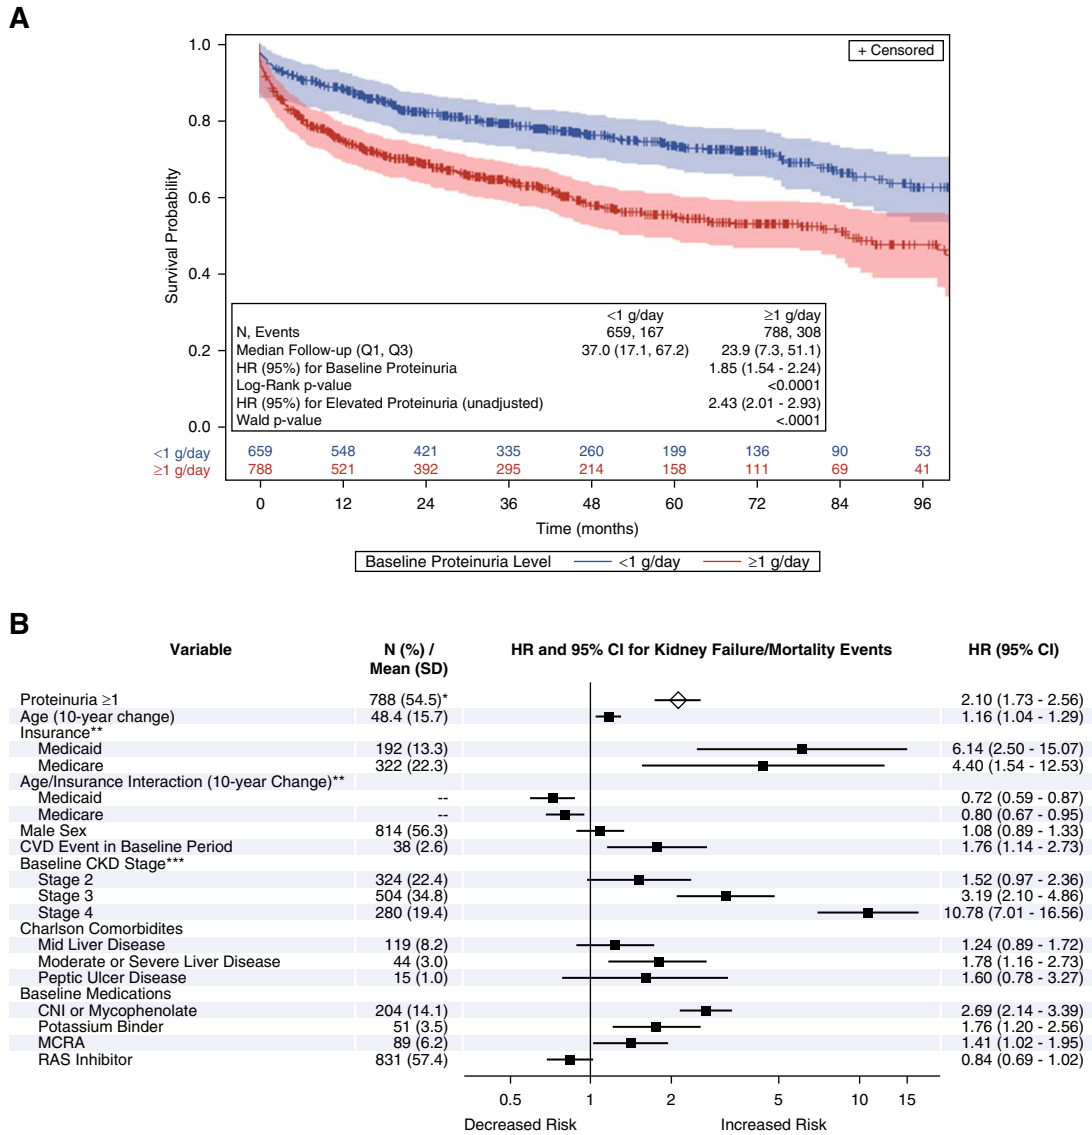 A
+ Censored
1.0
0.8
0.6
0.4
0.2
0.0
Survival Probability
<1 g/day ≥1 g/day
N, Events 659, 167 788, 308
Median Follow-up (Q1, Q3) 37.0 (17.1, 67.2) 23.9 (7.3, 51.1)
HR (95%) for Baseline Proteinuria 1.85 (1.54 - 2.24)
Log-Rank p-value <0.0001
HR (95%) for Elevated Proteinuria (unadjusted) 2.43 (2.01 - 2.93)
Wald p-value <.0001
<1 g/day 659 548 421 335 260 199 136 90 53
≥1 g/day 788 521 392 295 214 158 111 69 41
0 12 24 36 48 60 72 84 96
Time (months)
Baseline Proteinuria Level <1 g/day ≥1 g/day
B
Variable N (%) / HR and 95% CI for Kidney Failure/Mortality Events HR (95% CI)
Mean (SD)
Proteinuria ≥1 788 (54.5)* 2.10 (1.73 - 2.56)
Age (10-year change) 48.4 (15.7) 1.16 (1.04 - 1.29)
Insurance**
Medicaid 192 (13.3) 6.14 (2.50 - 15.07)
Medicare 322 (22.3) 4.40 (1.54 - 12.53)
Age/Insurance Interaction (10-year Change)**
Medicaid -- 0.72 (0.59 - 0.87)
Medicare -- 0.80 (0.67 - 0.95)
Male Sex 814 (56.3) 1.08 (0.89 - 1.33)
CVD Event in Baseline Period 38 (2.6) 1.76 (1.14 - 2.73)
Baseline CKD Stage***
Stage 2 324 (22.4) 1.52 (0.97 - 2.36)
Stage 3 504 (34.8) 3.19 (2.10 - 4.86)
Stage 4 280 (19.4) 10.78 (7.01 - 16.56)
Charlson Comorbidites
Mid Liver Disease 119 (8.2) 1.24 (0.89 - 1.72)
Moderate or Severe Liver Disease 44 (3.0) 1.78 (1.16 - 2.73)
Peptic Ulcer Disease 15 (1.0) 1.60 (0.78 - 3.27)
Baseline Medications
CNI or Mycophenolate 204 (14.1) 2.69 (2.14 - 3.39)
Potassium Binder 51 (3.5) 1.76 (1.20 - 2.56)
MCRA 89 (6.2) 1.41 (1.02 - 1.95)
RAS Inhibitor 831 (57.4) 0.84 (0.69 - 1.02)
0.5 1 2 5 10 15
Decreased Risk Increased Risk